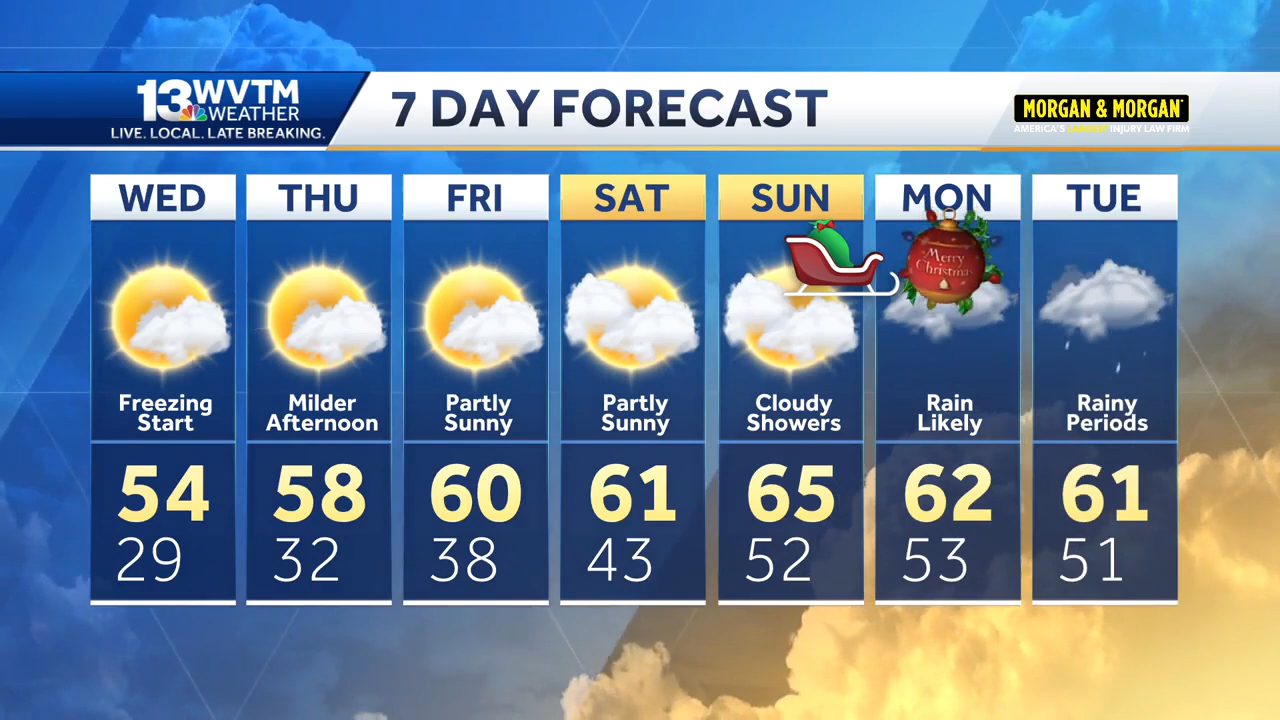 13 WVTM
WEATHER
LIVE. LOCAL. LATE BREAKING.
7 DAY FORECAST
MORGAN & MORGAN
AMERICA'S LARGEST INJURY LAW FIRM
WED THU FRI SAT SUN MON TUE
Merry
Christmas
Freezing Milder Partly Partly Cloudy Rain Rainy
Start Afternoon Sunny Sunny Showers Likely Periods
54 58 60 61 65 62 61
29 32 38 43 52 53 51